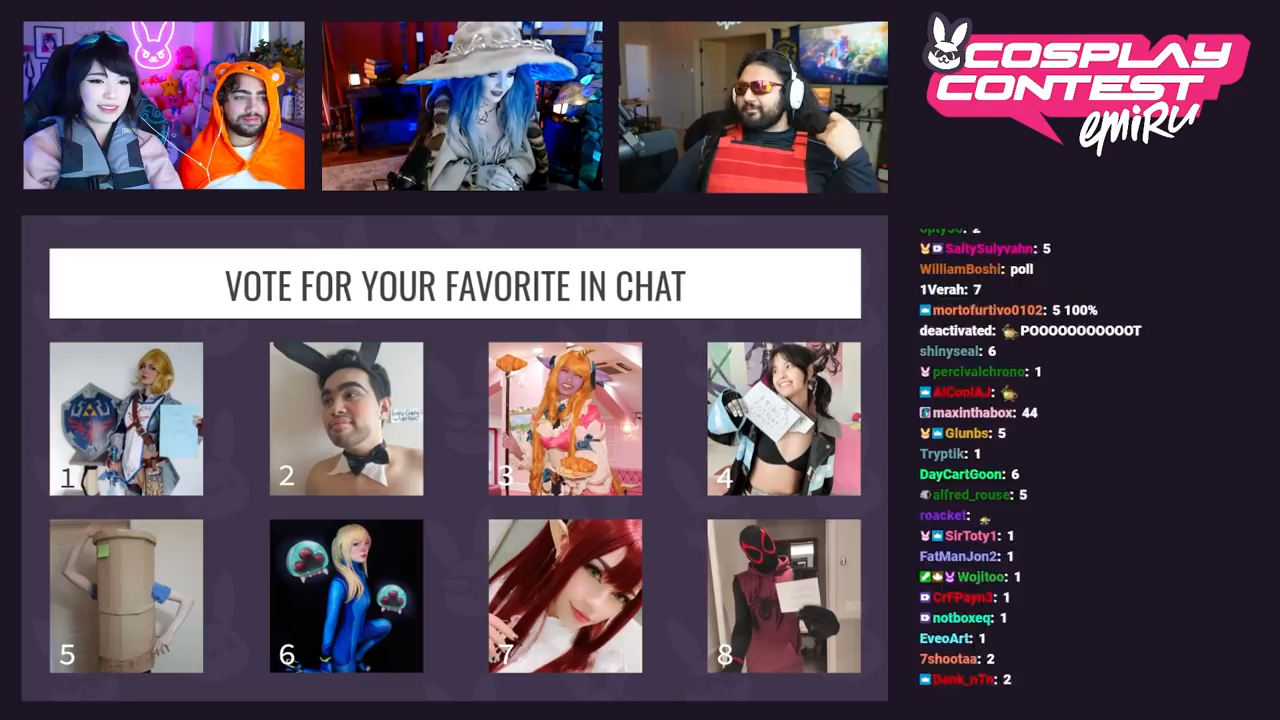 COSPLAY
CONTEST
emiRu
VOTE FOR YOUR FAVORITE IN CHAT
1
2
3
4
5
6
7
8
SaltySulyvahn: 5
WilliamBoshi: poll
1Verah: 7
mortofurtivo0102: 5 100%
deactivated: POOOOOOOOOOOT
shinyseal: 6
percivalchrono: 1
AlCoolAJ:
maxinthabox: 44
Glunbs: 5
Tryptik: 1
DayCartGoon: 6
alfred_rouse: 5
roacket:
SirToty1: 1
FatManJon2: 1
Wojitoo: 1
CrFPayn3: 1
notboxeq: 1
EveoArt: 1
7shootaa: 2
Dank_nTn: 2